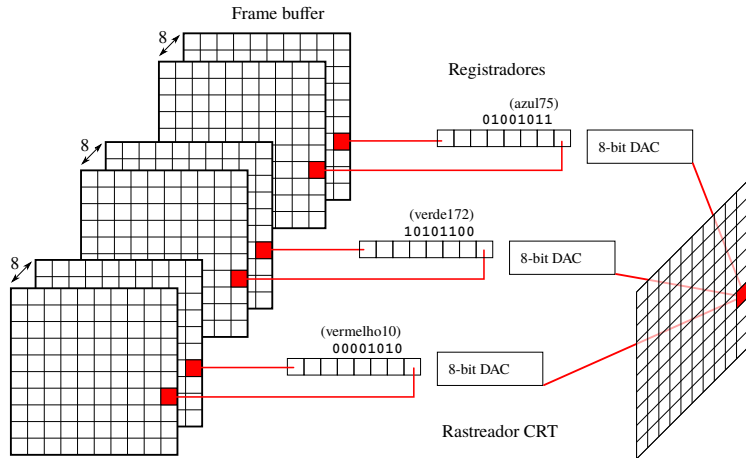 Frame buffer
8
Registradores
(azul75)
01001011
8-bit DAC
8
(verde172)
10101100
8-bit DAC
8
(vermelho10)
00001010
8-bit DAC
Rastreador CRT